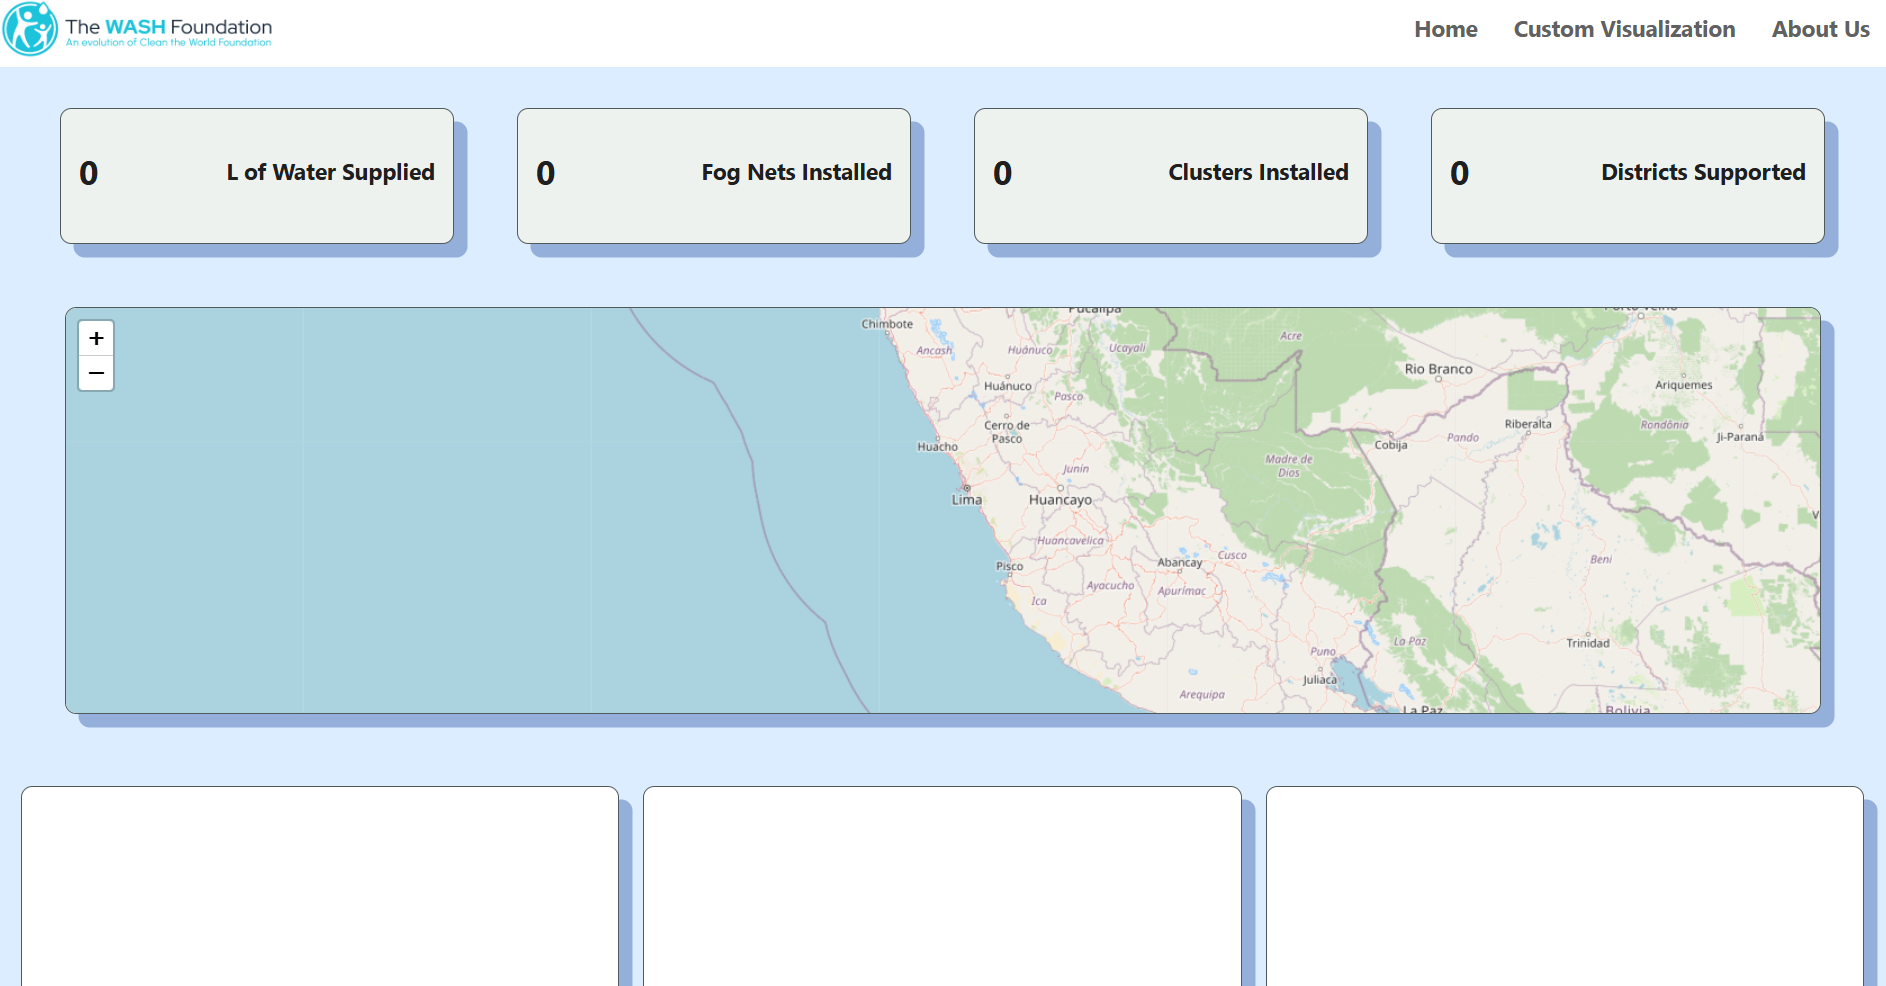 The WASH Foundation
An evolution of Clean the World Foundation
Home
Custom Visualization
About Us
0
L of Water Supplied
0
Fog Nets Installed
0
Clusters Installed
0
Districts Supported
+
−
Chimbote
Pucallpa
Porto Velho
Ancash
Huánuco
Ucayali
Acre
Rio Branco
Huánuco
Pasco
Ariquemes
Cerro de
Pasco
Riberalta
Rondônia
Huacho
Cobija
Pando
Ji-Paraná
Junín
Madre de
Dios
Lima
Huancayo
V
Huancavelica
Pisco
Abancay
Cusco
Beni
Ayacucho
Apurímac
Ica
La Paz
Trinidad
Puno
Juliaca
Arequipa
La Paz
Bolivia